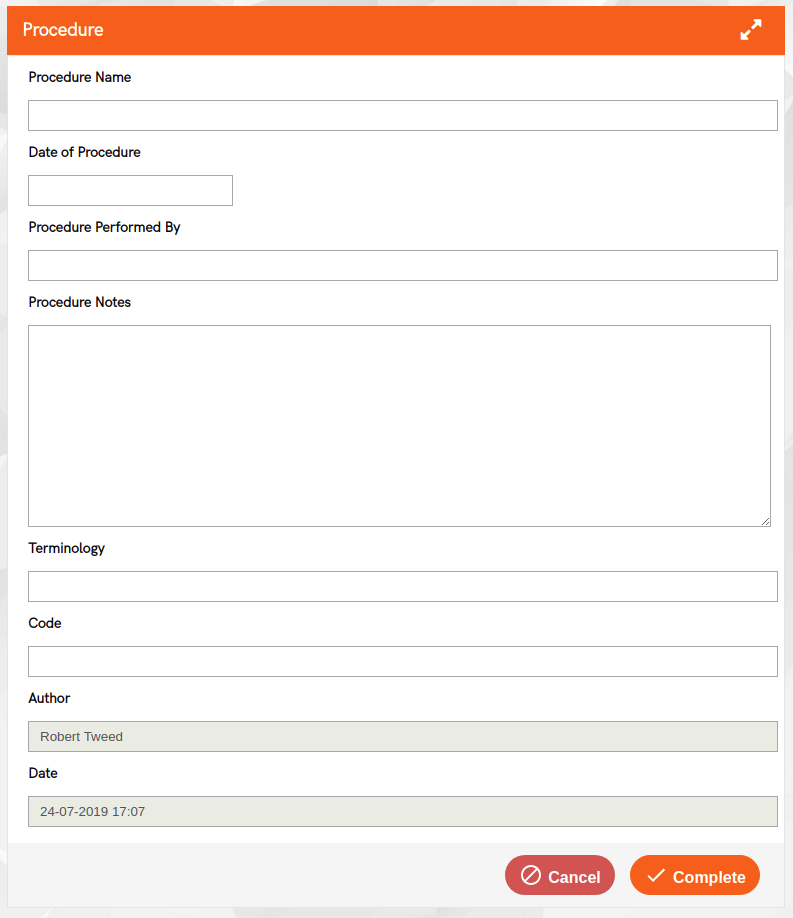 Procedure
Procedure Name
Date of Procedure
Procedure Performed By
Procedure Notes
Terminology
Code
Author
Robert Tweed
Date
24-07-2019 17:07
Cancel
Complete